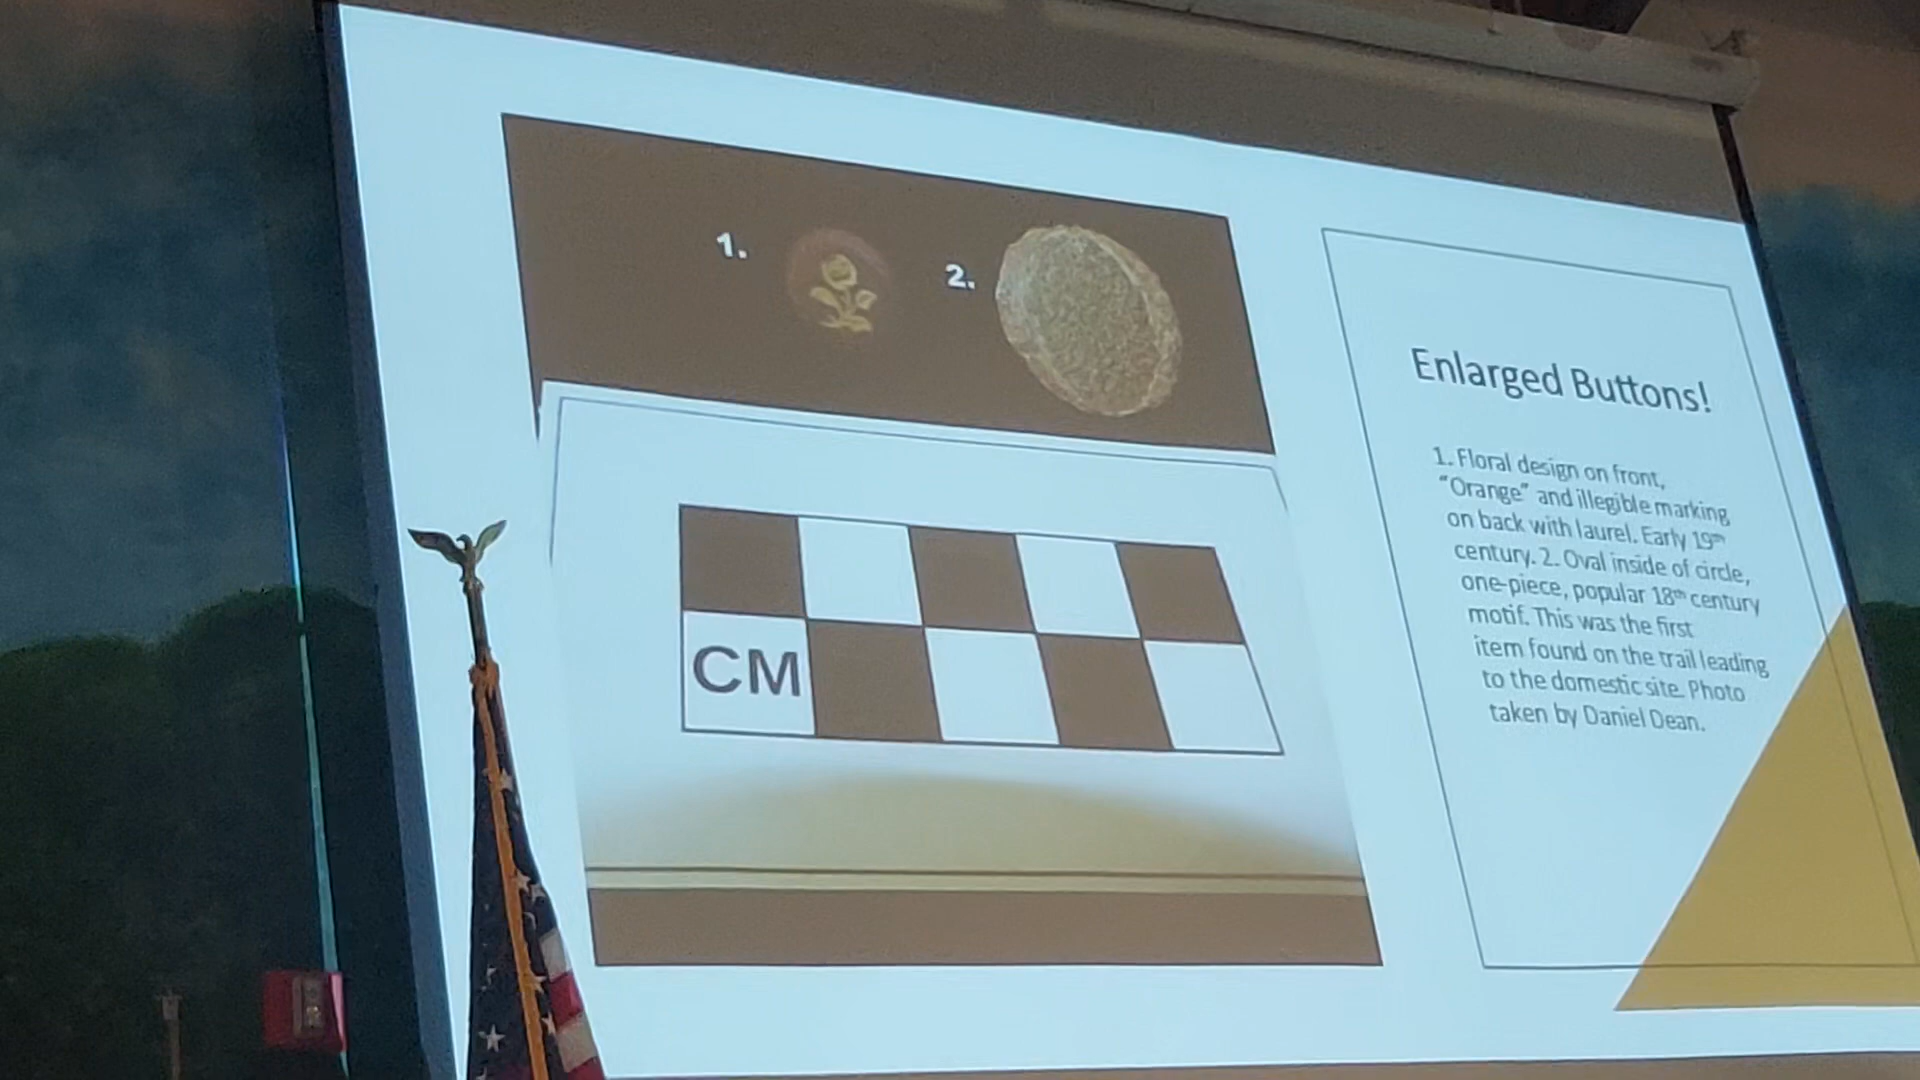 1.
2.
CM
Enlarged Buttons!
1. Floral design on front,
"Orange" and illegible marking
on back with laurel. Early 19th
century. 2. Oval inside of circle,
one-piece, popular 18th century
motif. This was the first
item found on the trail leading
to the domestic site. Photo
taken by Daniel Dean.